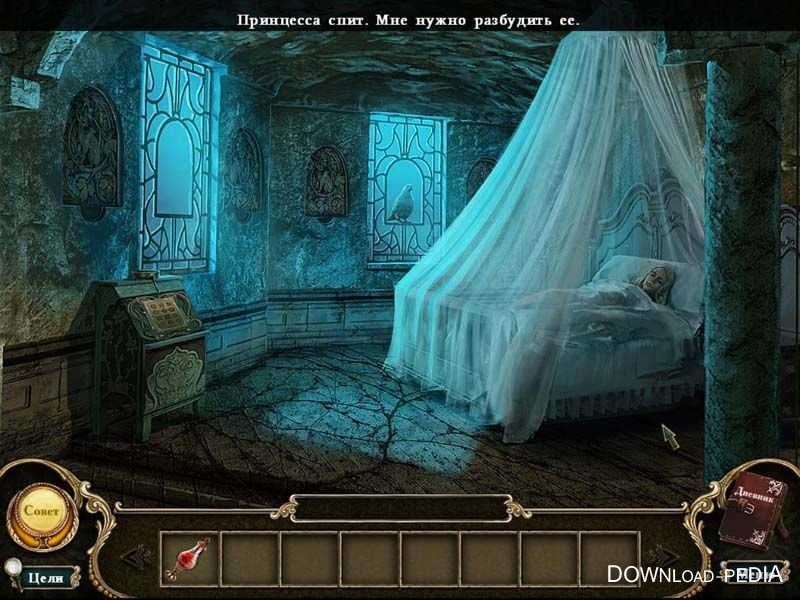 Принцесса спит. Мне нужно разбудить ее.
Совет
Дневник
Цели
DOWNLOAD-PEDIA